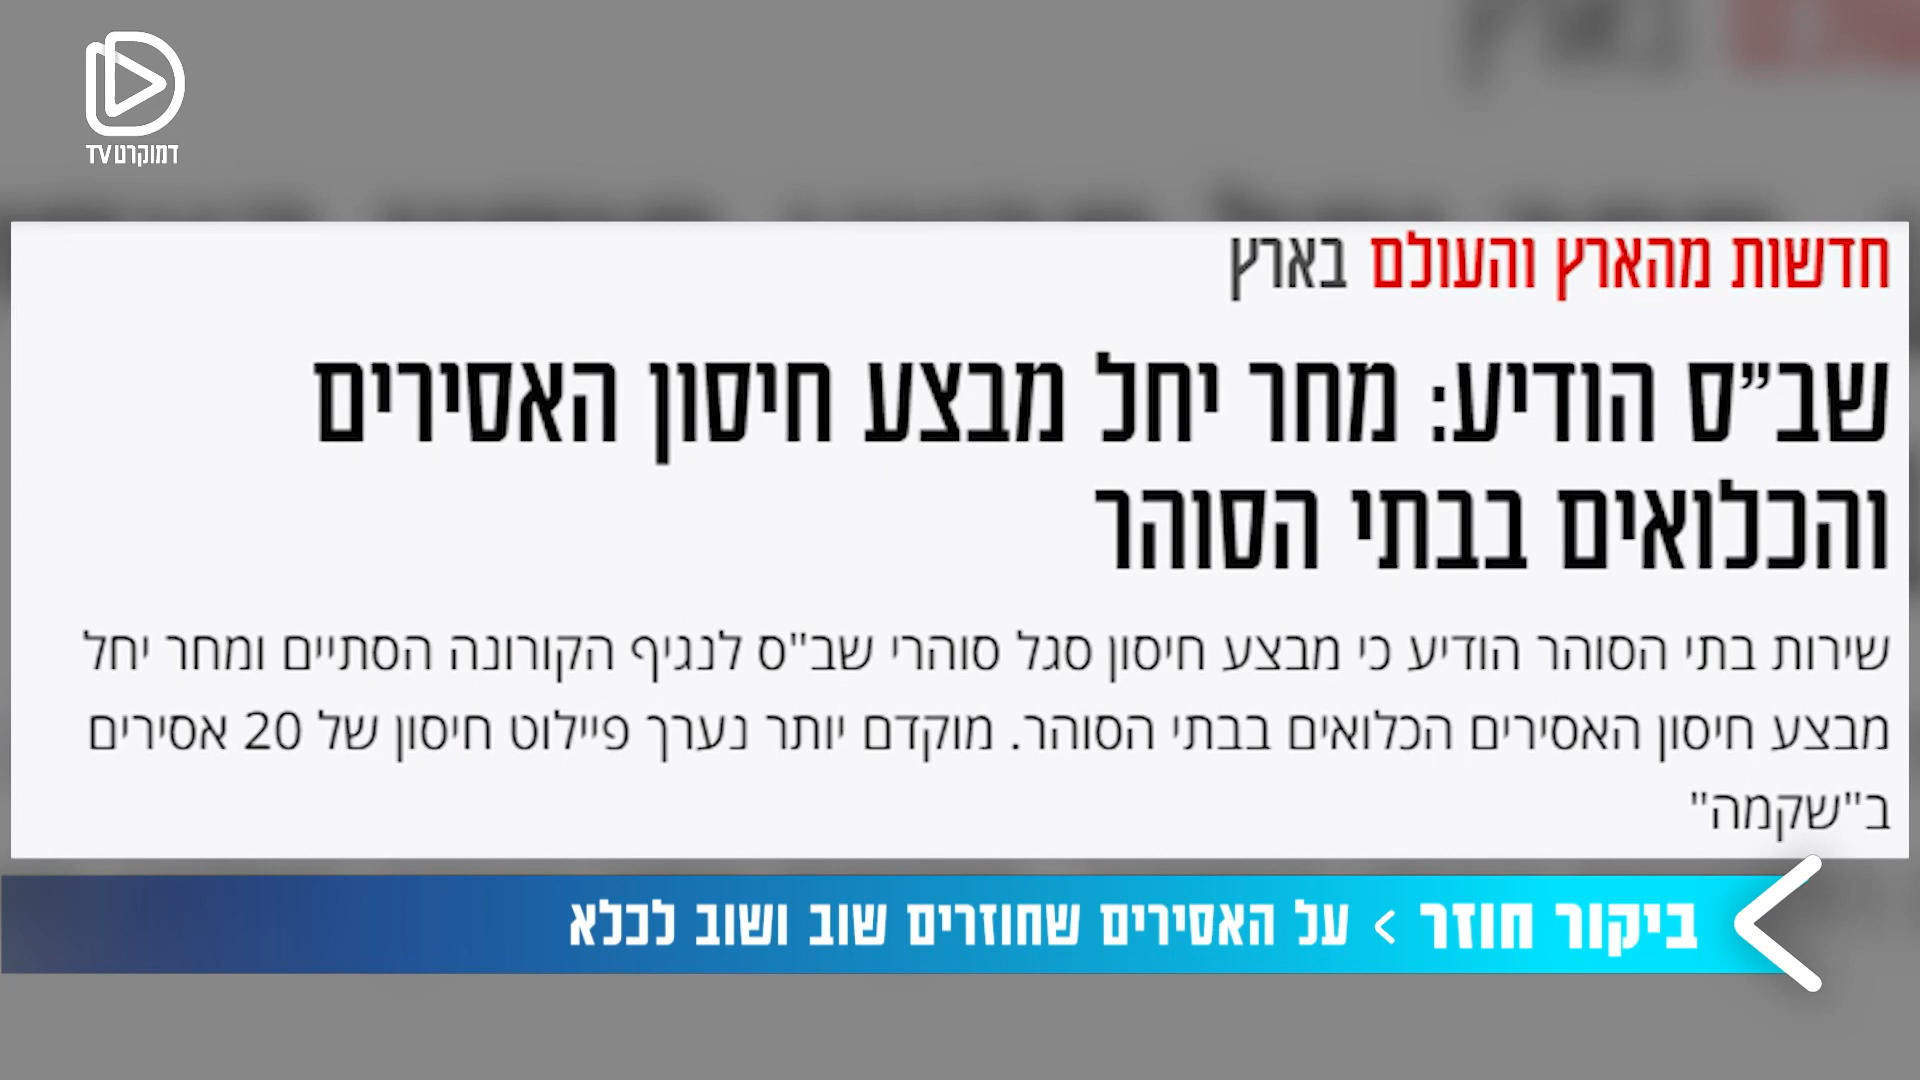 דמוקרטTV
חדשות מהארץ והעולם בארץ
שב”ס הודיע: מחר יחל מבצע חיסון האסירים
והכלואים בבתי הסוהר
שירות בתי הסוהר הודיע כי מבצע חיסון סגל סוהרי שב"ס לנגיף הקורונה הסתיים ומחר יחל
מבצע חיסון האסירים הכלואים בבתי הסוהר. מוקדם יותר נערך פיילוט חיסון של 20 אסירים
ב"שקמה"
ביקור חוזר > על האסירים שחוזרים שוב ושוב לכלא